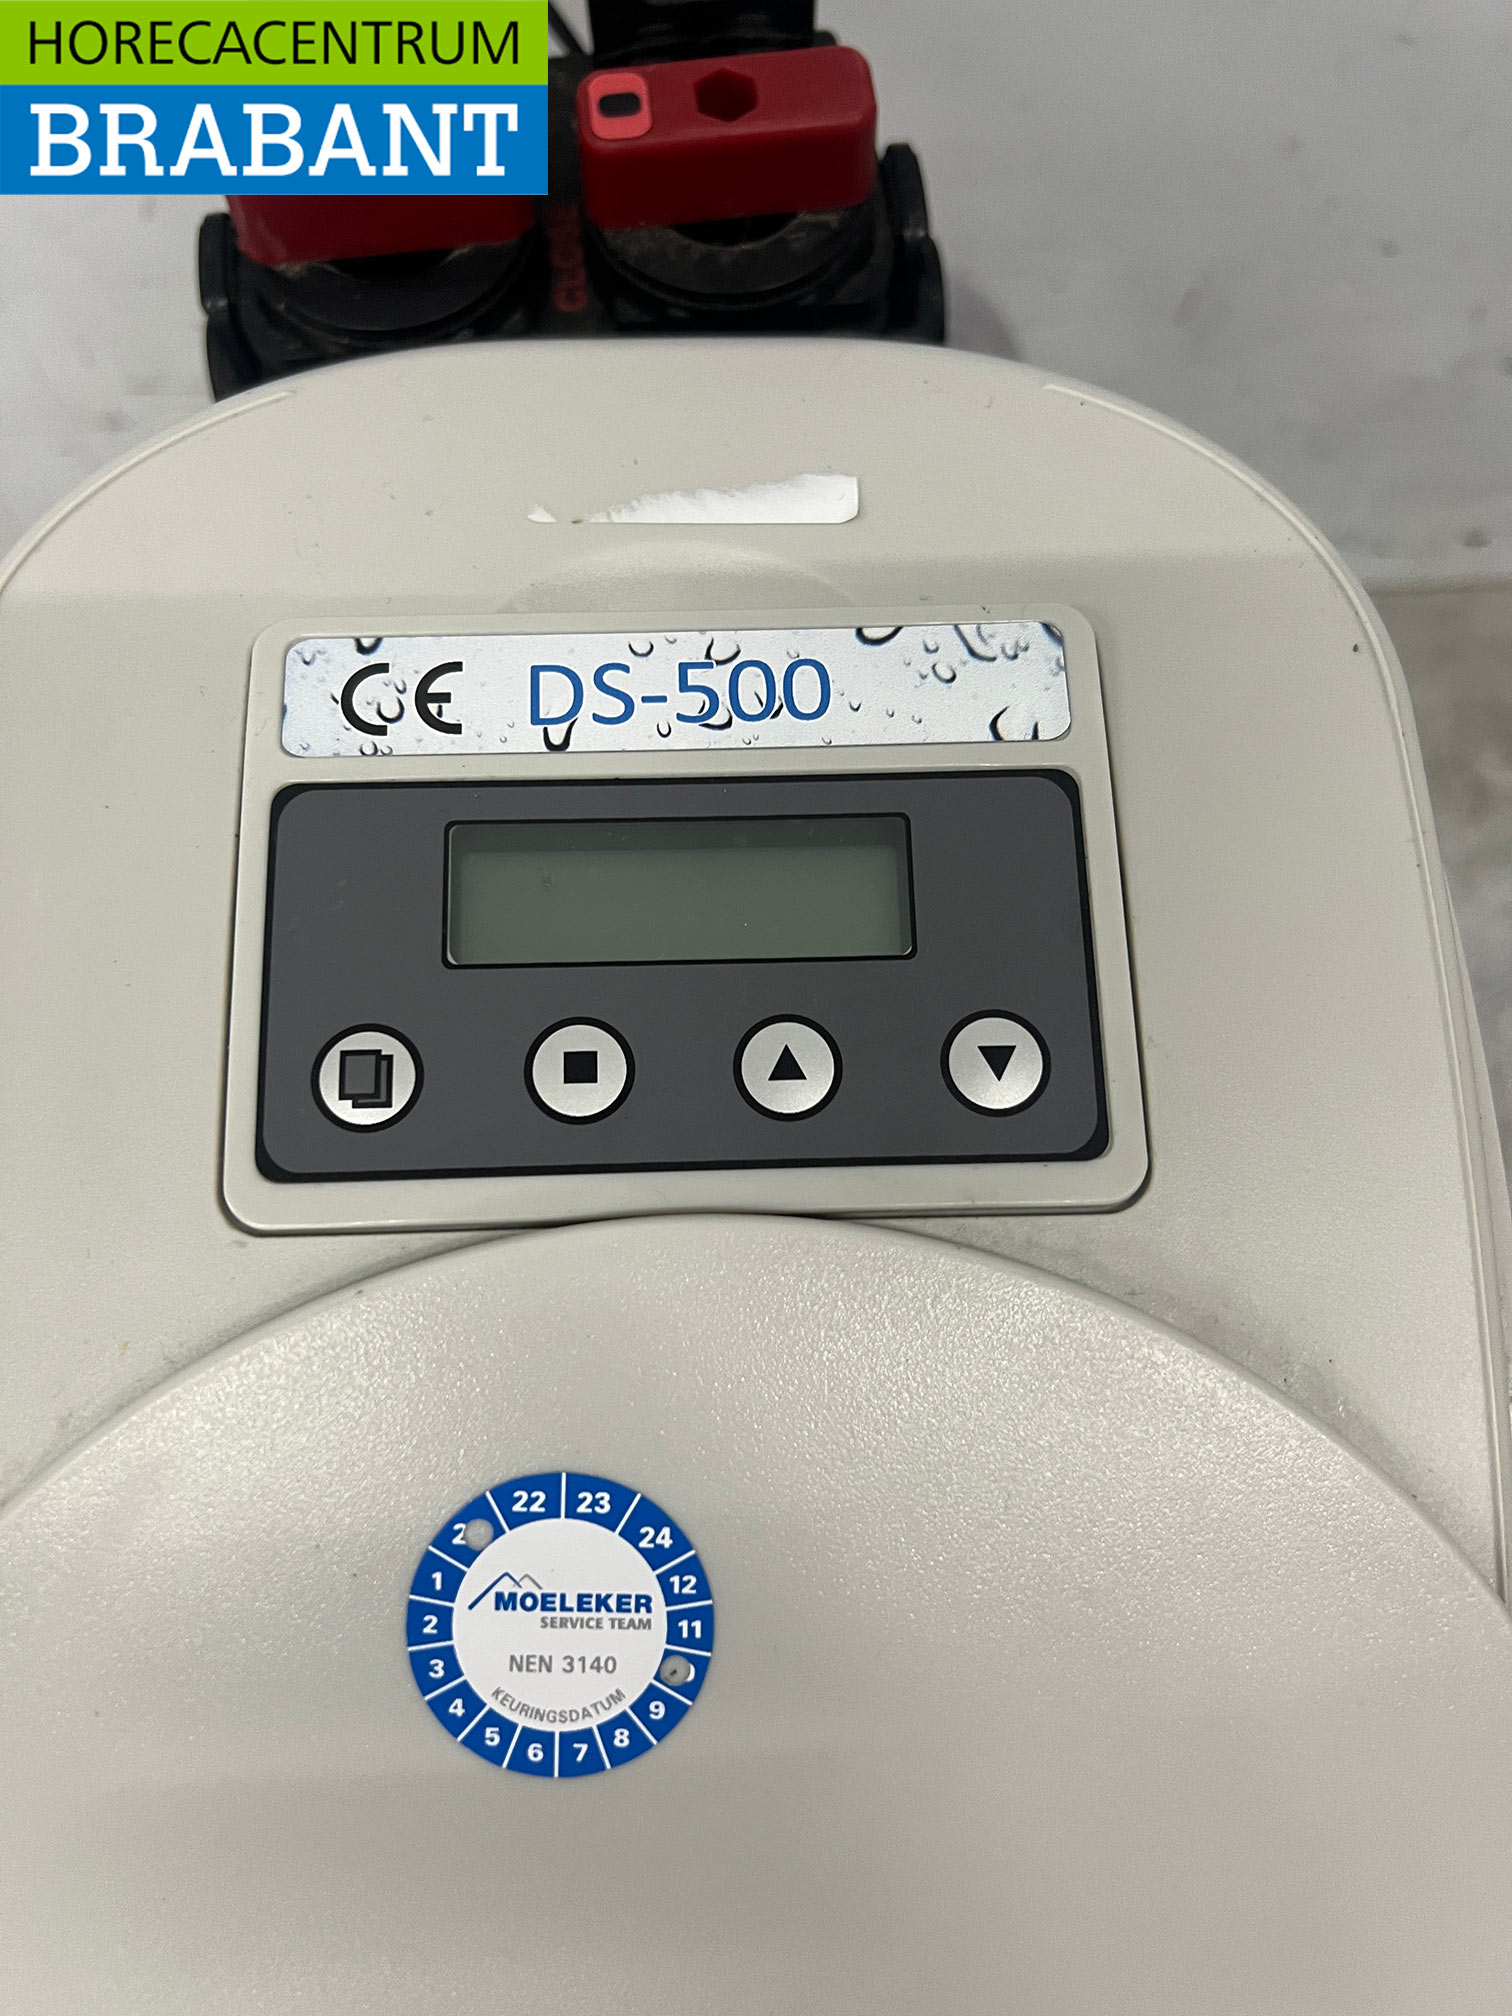 HORECACENTRUM
BRABANT
CE DS-500
22 23
24
1 12
2 11
3
4 9
5 6 7 8
MOELEKER
SERVICE TEAM
NEN 3140
KEURINGSDATUM